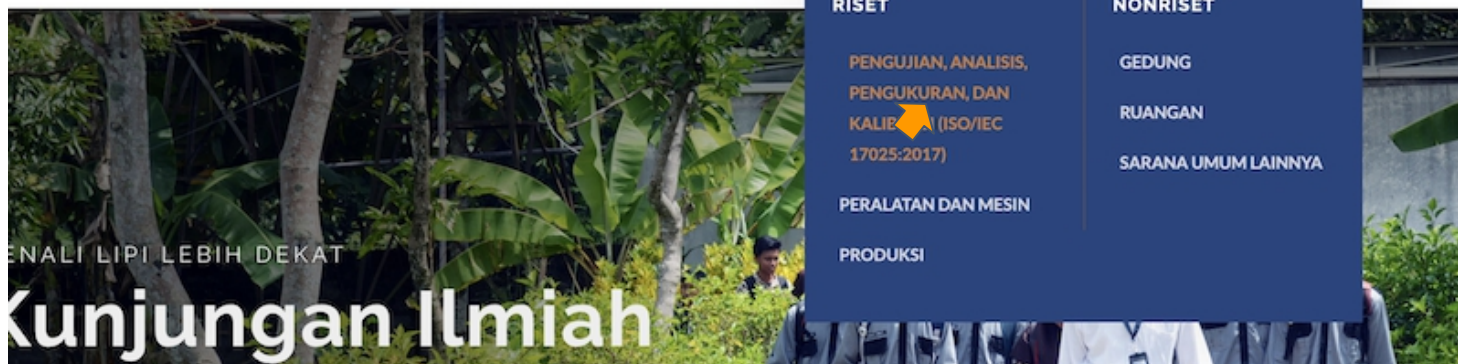 RISET
NONRISET
PENGUJIAN, ANALISIS,
PENGUKURAN, DAN
(ISO/IEC
17025:2017)
PERALATAN DAN MESIN
PRODUKSI
GEDUNG
RUANGAN
SARANA UMUM LAINNYA
LIPI LEBIH DEKAT
Kunjungan Ilmiah